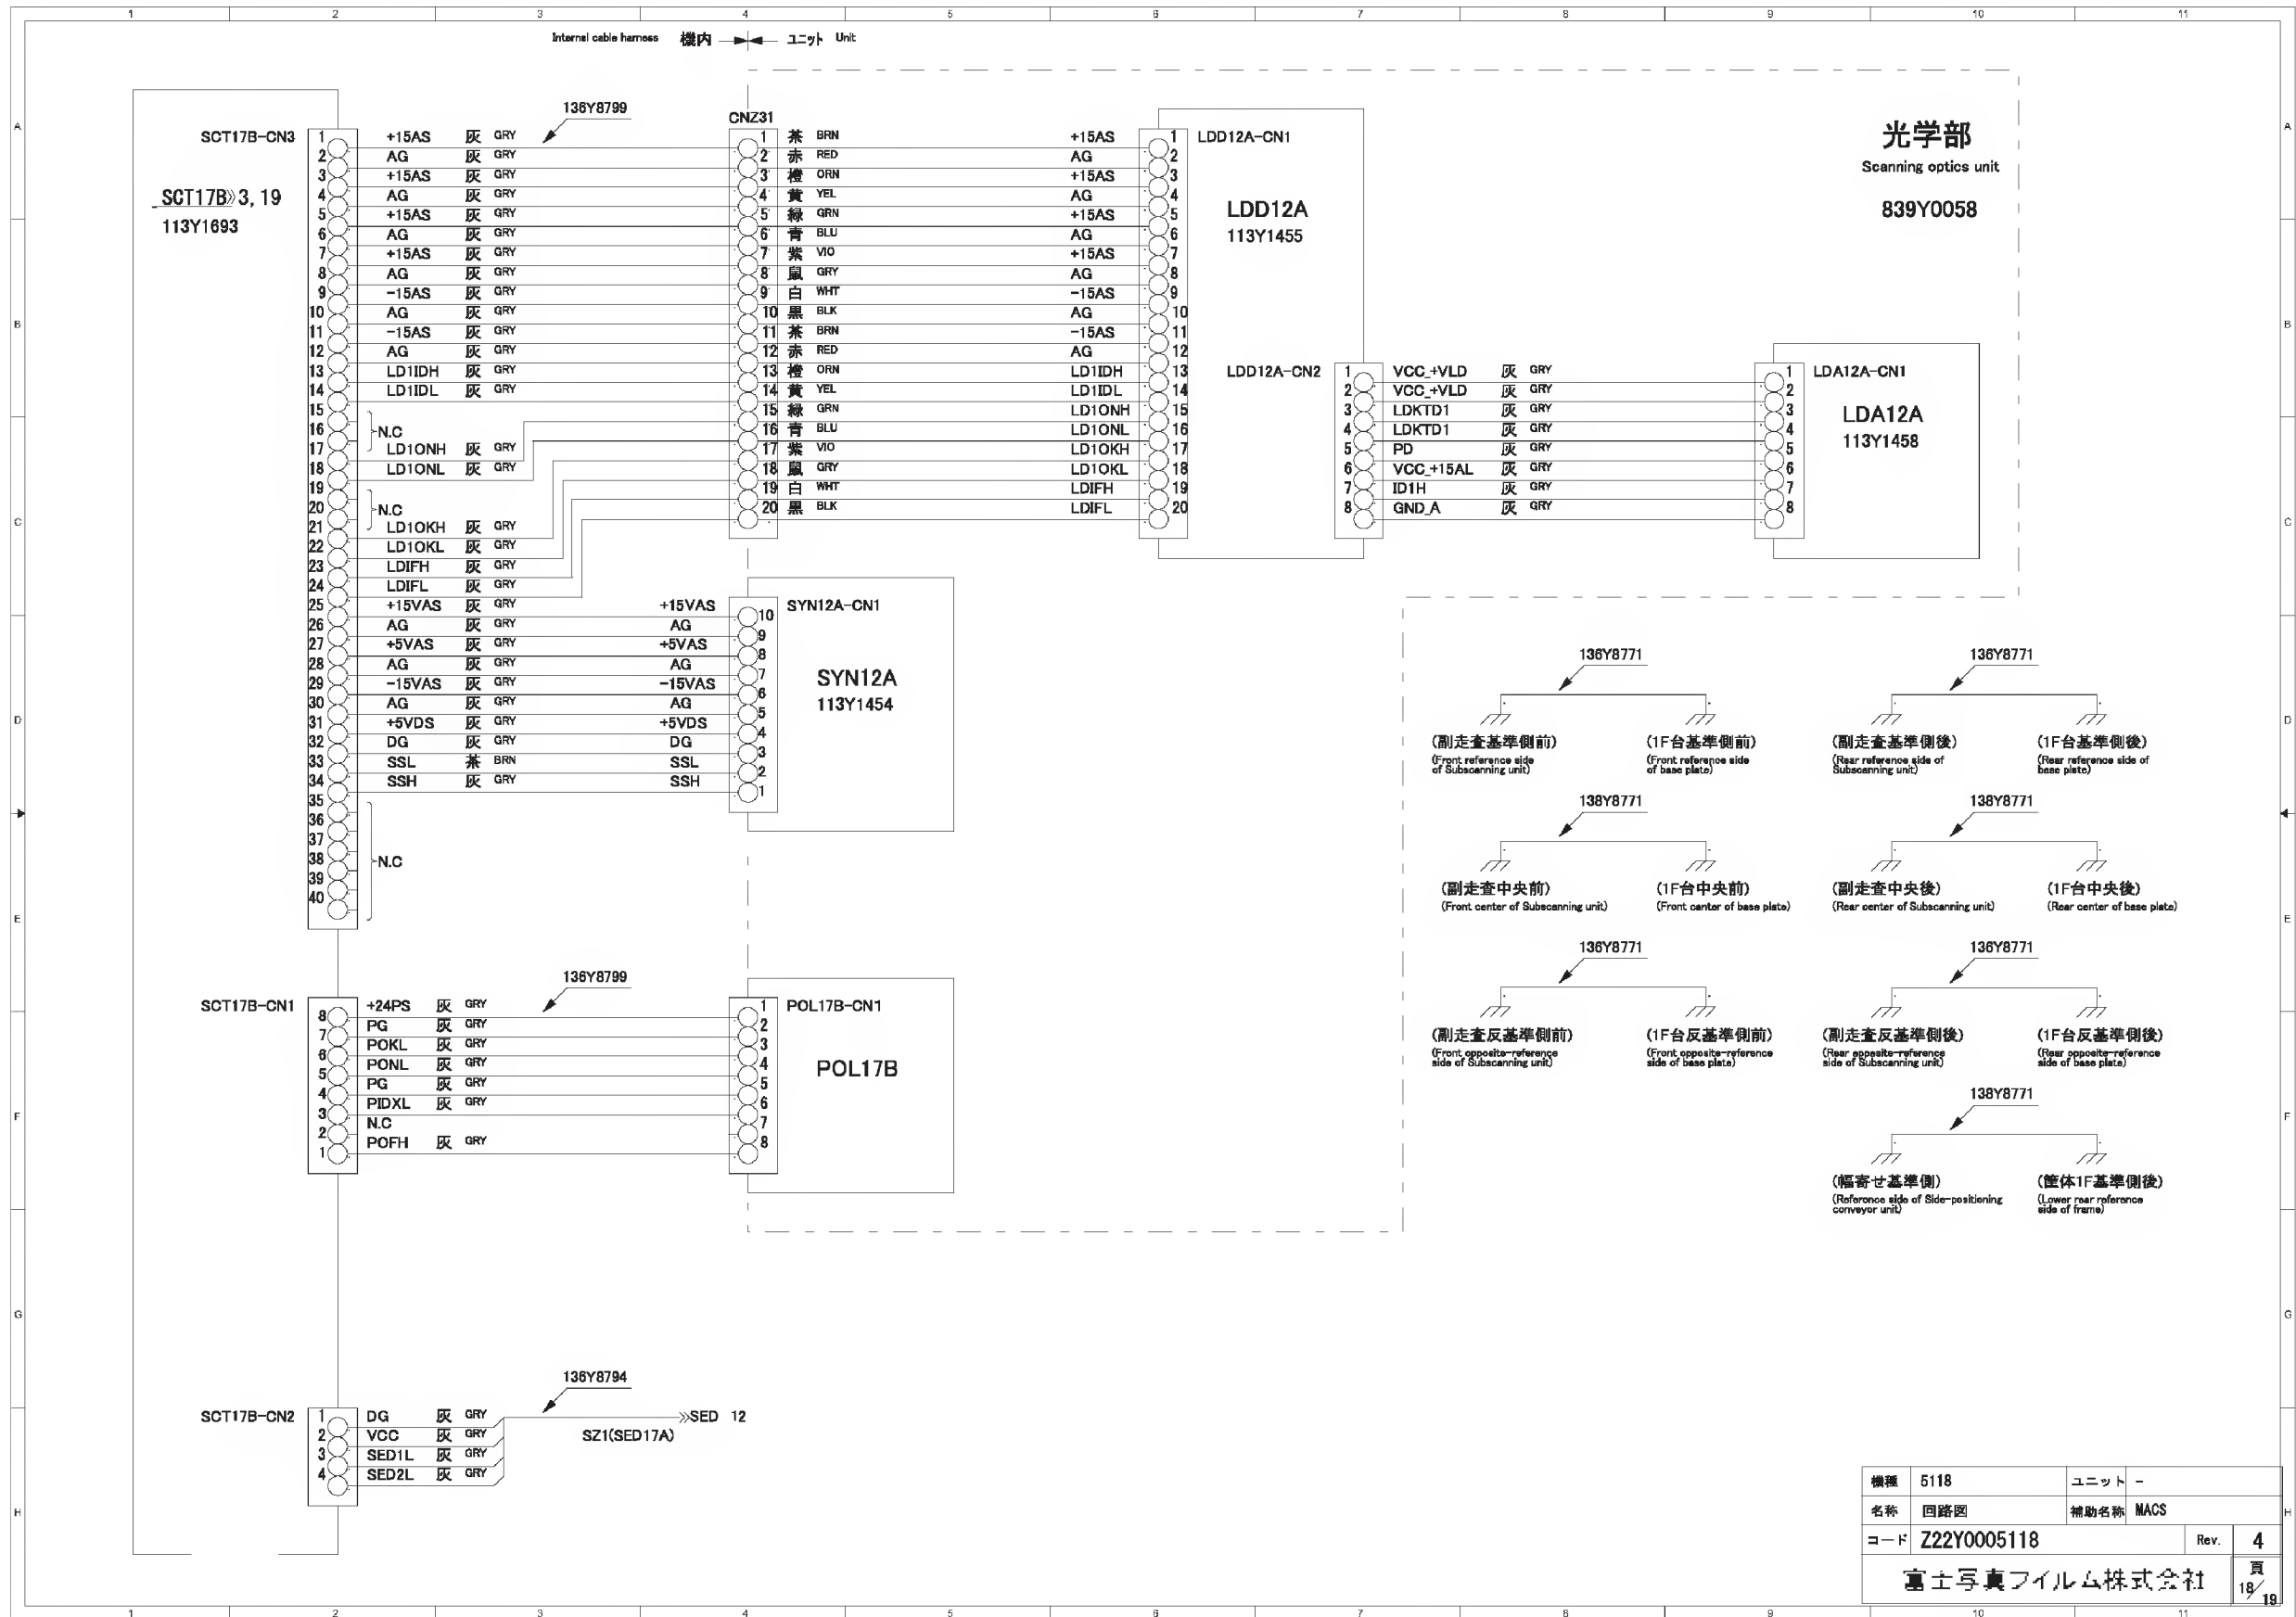 1 2 3 4 5 6 7 8 9 10 11
Internal cable harness 機内 ユニット Unit
136Y8799
CNZ31
SCT17B-CN3
SCT17B》3, 19
113Y1693
1 +15AS 灰 GRY
2 AG 灰 GRY
3 +15AS 灰 GRY
4 AG 灰 GRY
5 +15AS 灰 GRY
6 AG 灰 GRY
7 +15AS 灰 GRY
8 AG 灰 GRY
9 -15AS 灰 GRY
10 AG 灰 GRY
11 -15AS 灰 GRY
12 AG 灰 GRY
13 LD1IDH 灰 GRY
14 LD1IDL 灰 GRY
15
16 N.C
17 LD1ONH 灰 GRY
18 LD1ONL 灰 GRY
19
20 N.C
21 LD1OKH 灰 GRY
22 LD1OKL 灰 GRY
23 LDIFH 灰 GRY
24 LDIFL 灰 GRY
25 +15VAS 灰 GRY
26 AG 灰 GRY
27 +5VAS 灰 GRY
28 AG 灰 GRY
29 -15VAS 灰 GRY
30 AG 灰 GRY
31 +5VDS 灰 GRY
32 DG 灰 GRY
33 SSL 茶 BRN
34 SSH 灰 GRY
35
36
37
38 N.C
39
40
1 茶 BRN +15AS 1
2 赤 RED AG 2
3 橙 ORN +15AS 3
4 黄 YEL AG 4
5 緑 GRN +15AS 5
6 青 BLU AG 6
7 紫 VIO +15AS 7
8 鼠 GRY AG 8
9 白 WHT -15AS 9
10 黒 BLK AG 10
11 茶 BRN -15AS 11
12 赤 RED AG 12
13 橙 ORN LD1IDH 13
14 黄 YEL LD1IDL 14
15 緑 GRN LD1ONH 15
16 青 BLU LD1ONL 16
17 紫 VIO LD1OKH 17
18 鼠 GRY LD1OKL 18
19 白 WHT LDIFH 19
20 黒 BLK LDIFL 20
LDD12A-CN1
LDD12A
113Y1455
LDD12A-CN2
1 VCC_+VLD 灰 GRY 1
2 VCC_+VLD 灰 GRY 2
3 LDKTD1 灰 GRY 3
4 LDKTD1 灰 GRY 4
5 PD 灰 GRY 5
6 VCC_+15AL 灰 GRY 6
7 ID1H 灰 GRY 7
8 GND_A 灰 GRY 8
LDA12A-CN1
LDA12A
113Y1458
光学部
Scanning optics unit
839Y0058
+15VAS 10
AG 9
+5VAS 8
AG 7
-15VAS 6
AG 5
+5VDS 4
DG 3
SSL 2
SSH 1
SYN12A-CN1
SYN12A
113Y1454
136Y8771
(副走査基準側前)
(Front reference side
of Subscanning unit)
(1F台基準側前)
(Front reference side
of base plate)
136Y8771
(副走査基準側後)
(Rear reference side of
Subscanning unit)
(1F台基準側後)
(Rear reference side of
base plate)
138Y8771
(副走査中央前)
(Front center of Subscanning unit)
(1F台中央前)
(Front center of base plate)
138Y8771
(副走査中央後)
(Rear center of Subscanning unit)
(1F台中央後)
(Rear center of base plate)
136Y8771
(副走査反基準側前)
(Front opposite-reference
side of Subscanning unit)
(1F台反基準側前)
(Front opposite-reference
side of base plate)
136Y8771
(副走査反基準側後)
(Rear opposite-reference
side of Subscanning unit)
(1F台反基準側後)
(Rear opposite-reference
side of base plate)
138Y8771
(幅寄せ基準側)
(Reference side of Side-positioning
conveyor unit)
(筐体1F基準側後)
(Lower rear reference
side of frame)
136Y8799
SCT17B-CN1
8 +24PS 灰 GRY 1
7 PG 灰 GRY 2
6 POKL 灰 GRY 3
5 PONL 灰 GRY 4
4 PG 灰 GRY 5
3 PIDXL 灰 GRY 6
2 N.C 7
1 POFH 灰 GRY 8
POL17B-CN1
POL17B
136Y8794
SCT17B-CN2
1 DG 灰 GRY
2 VCC 灰 GRY
3 SED1L 灰 GRY
4 SED2L 灰 GRY
》SED 12
SZ1(SED17A)
機種 5118 ユニット -
名称 回路図 補助名称 MACS
コード Z22Y0005118 Rev. 4
富士写真フイルム株式会社 頁 18/19
A B C D E F G H
A B C D E F G H
1 2 3 4 5 6 7 8 9 10 11